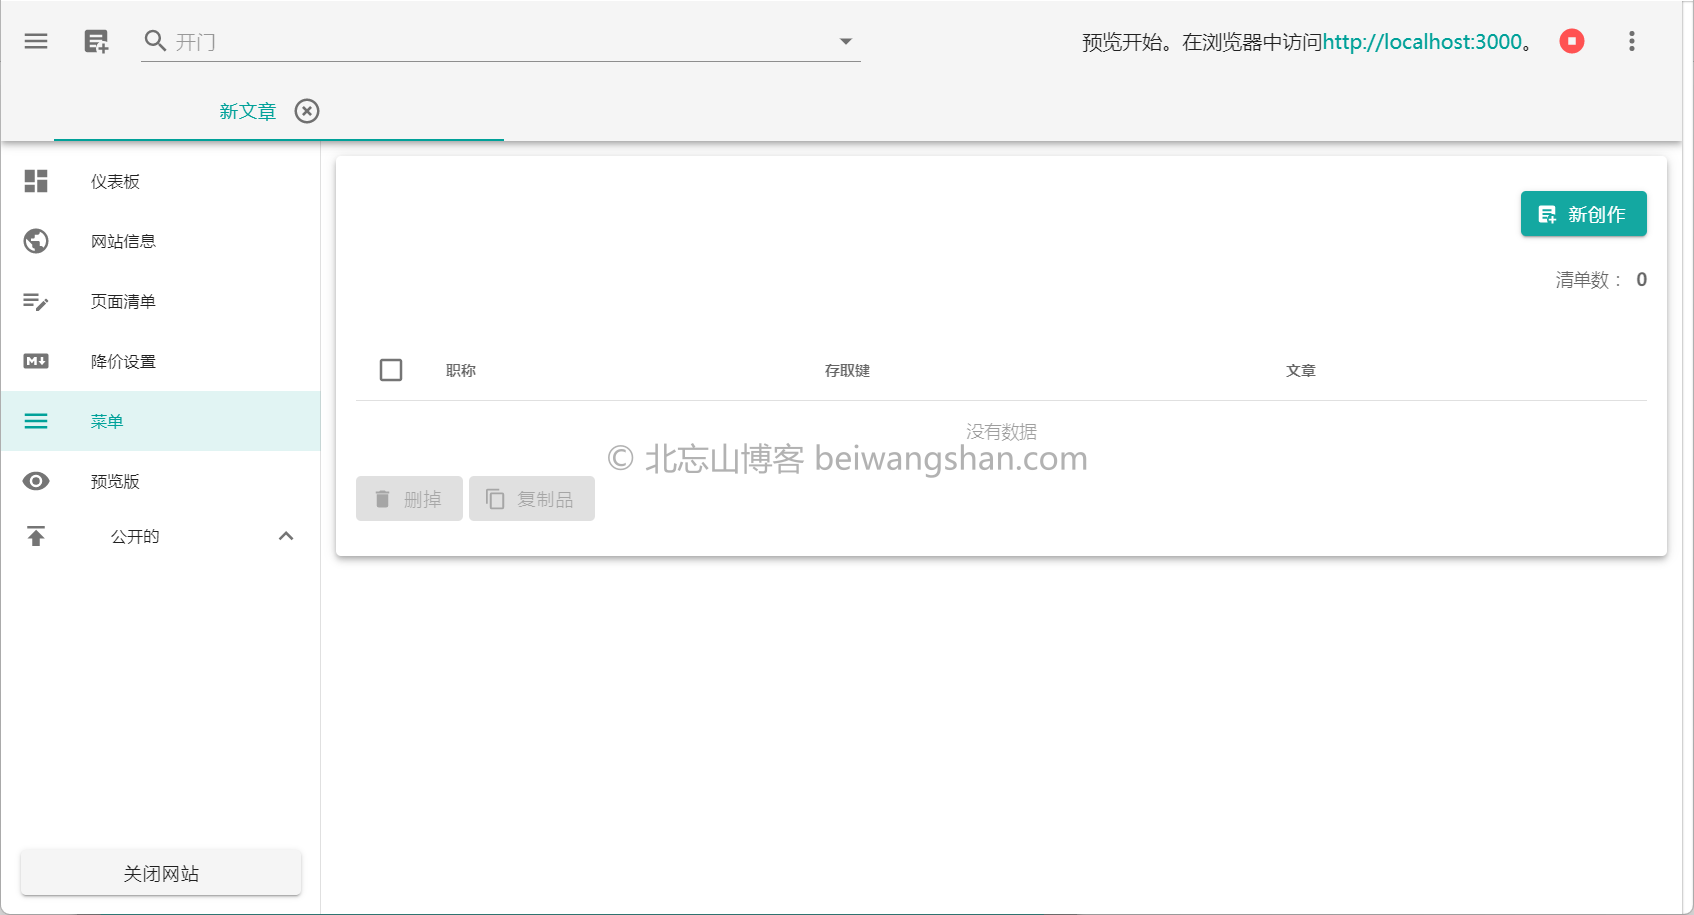 开门
预览开始。在浏览器中访问http://localhost:3000。
新文章
仪表板
网站信息
页面清单
M↓ 降价设置
菜单
预览版
公开的
关闭网站
新创作
清单数： 0
职称 存取键 文章
没有数据
© 北忘山博客 beiwangshan.com
删掉 复制品